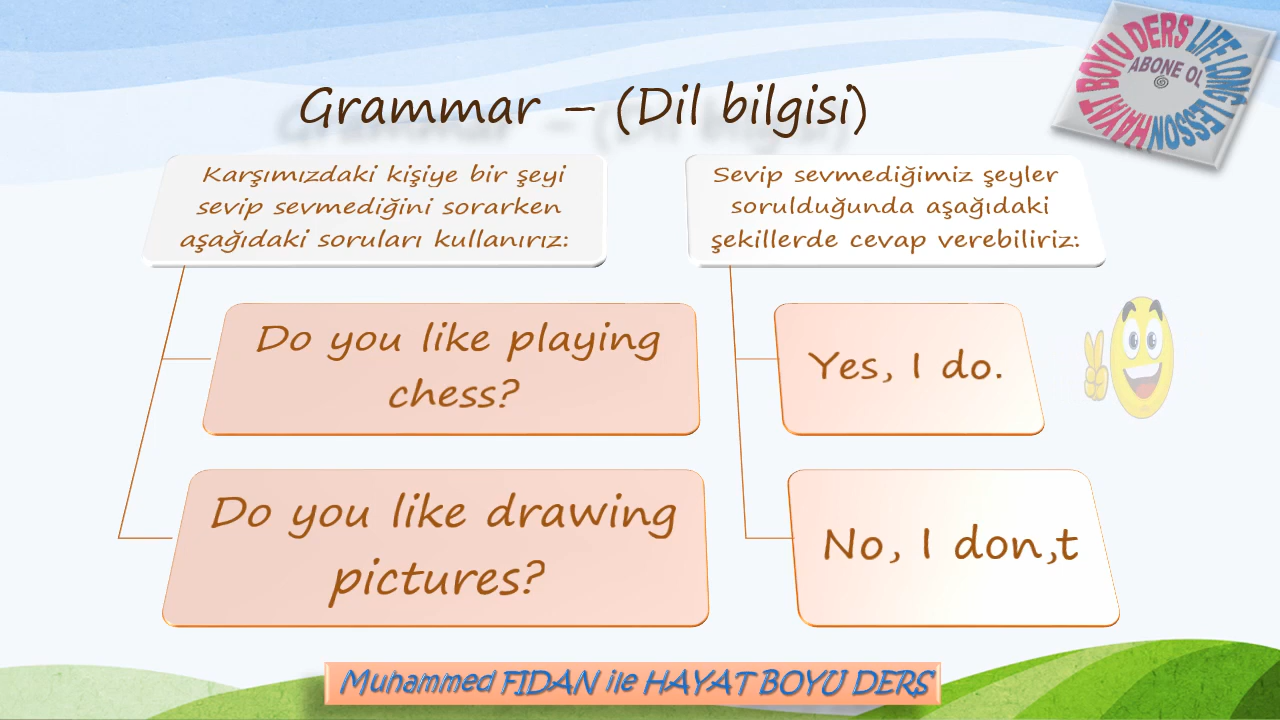 Grammar – (Dil bilgisi)
HAYAT BOYU DERS LIFE LONG LESSON
ABONE OL
Karşımızdaki kişiye bir şeyi
sevip sevmediğini sorarken
aşağıdaki soruları kullanırız:
Do you like playing
chess?
Do you like drawing
pictures?
Sevip sevmediğimiz şeyler
sorulduğunda aşağıdaki
şekillerde cevap verebiliriz:
Yes, I do.
No, I don,t
Muhammed FIDAN ile HAYAT BOYU DERS